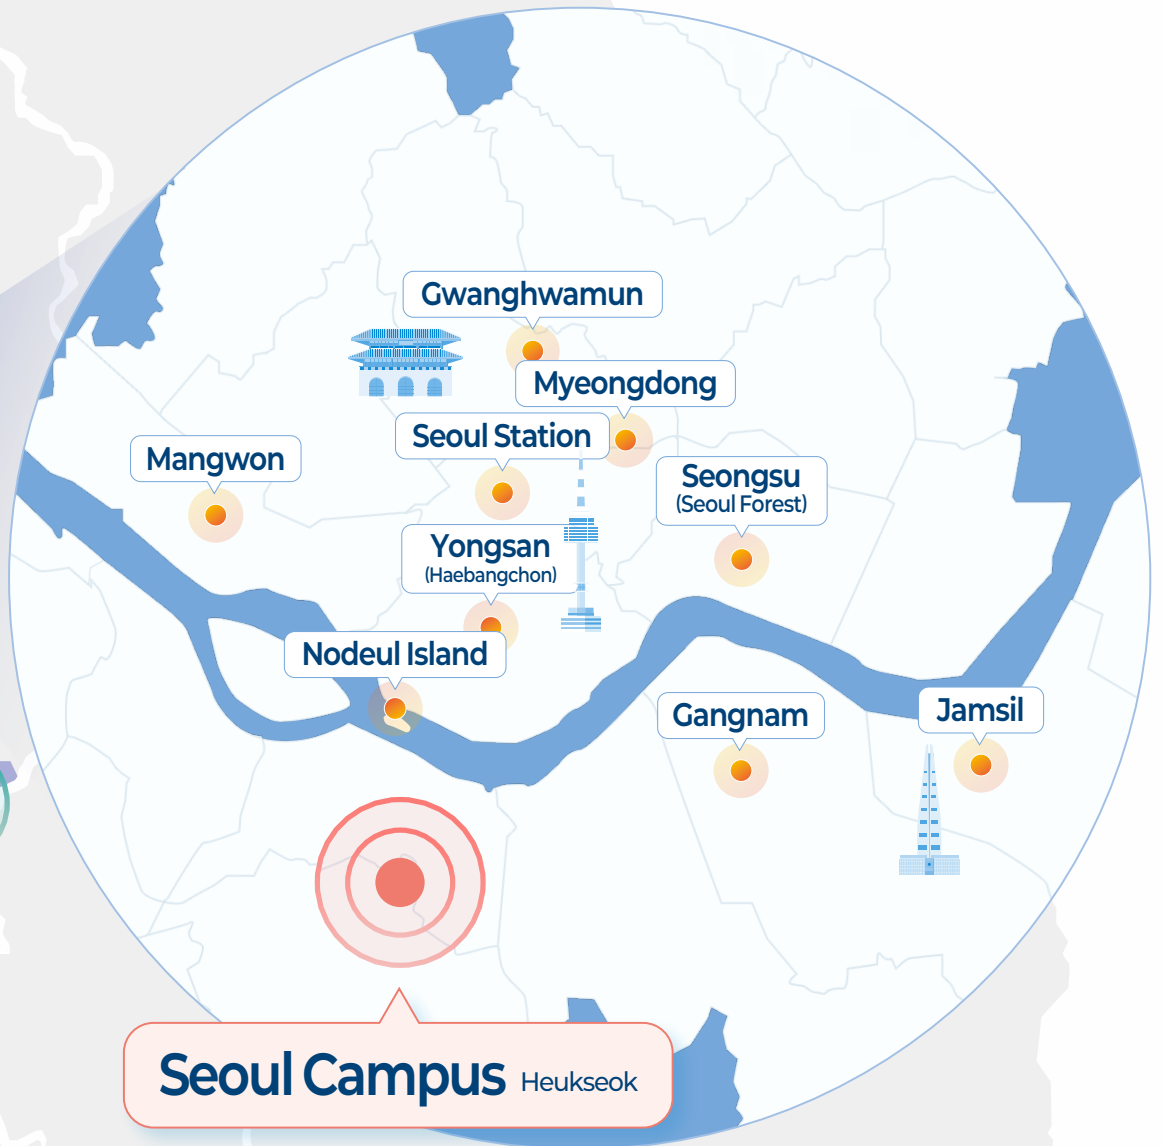 Gwanghwamun
Myeongdong
Seoul Station
Mangwon
Seongsu
(Seoul Forest)
Yongsan
(Haebangchon)
Nodeul Island
Gangnam
Jamsil
Seoul Campus Heukseok